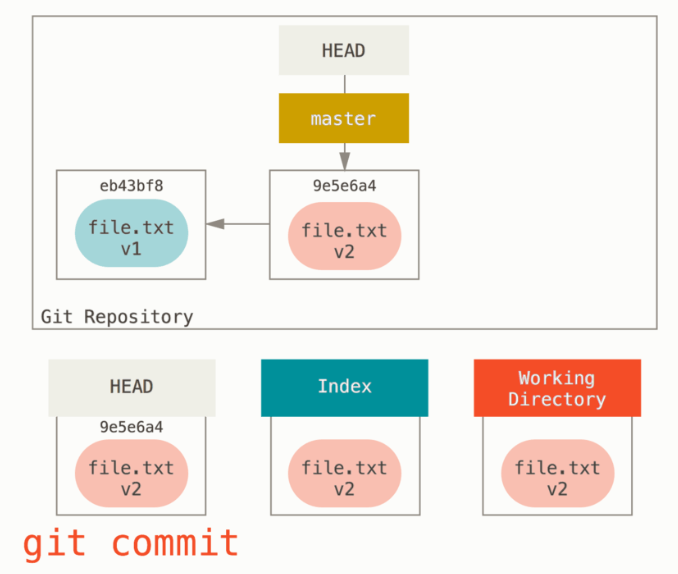 HEAD
master
eb43bf8
file.txt
v1
9e5e6a4
file.txt
v2
Git Repository
HEAD
9e5e6a4
file.txt
v2
Index
file.txt
v2
Working
Directory
file.txt
v2
git commit